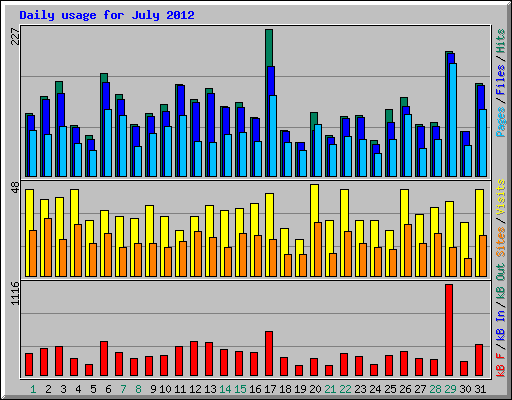 Daily usage for July 2012
227
Pages / Files / Hits
48
Sites / Visits
1116
kB F / kB In / kB Out
1 2 3 4 5 6 7 8 9 10 11 12 13 14 15 16 17 18 19 20 21 22 23 24 25 26 27 28 29 30 31